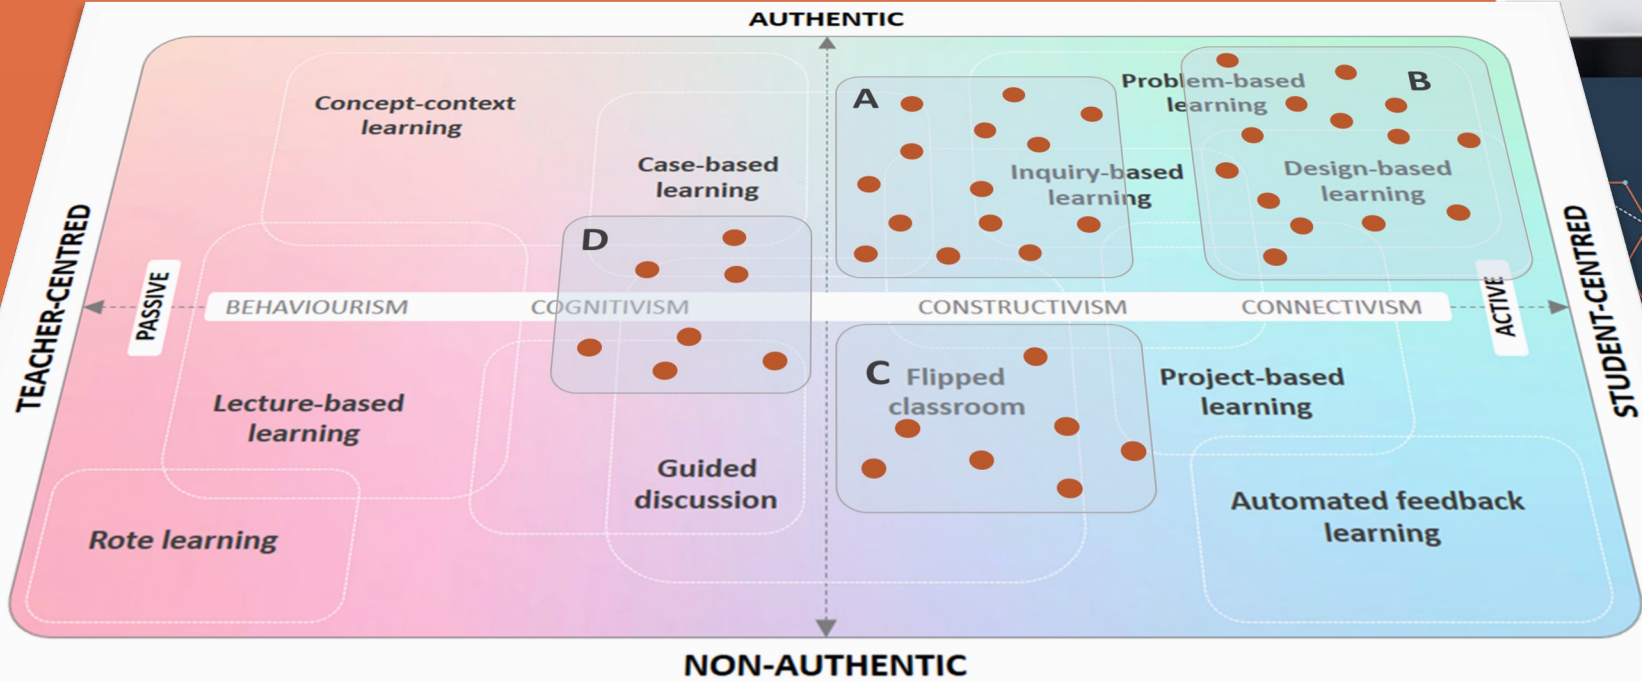 AUTHENTIC
Concept-context
learning
Case-based
learning
A
Problem-based
learning
B
Inquiry-based
learning
Design-based
learning
D
TEACHER-CENTRED
PASSIVE
BEHAVIOURISM
COGNITIVISM
CONSTRUCTIVISM
CONNECTIVISM
ACTIVE
STUDENT-CENTRED
Lecture-based
learning
C
Flipped
classroom
Project-based
learning
Guided
discussion
Automated feedback
learning
Rote learning
NON-AUTHENTIC